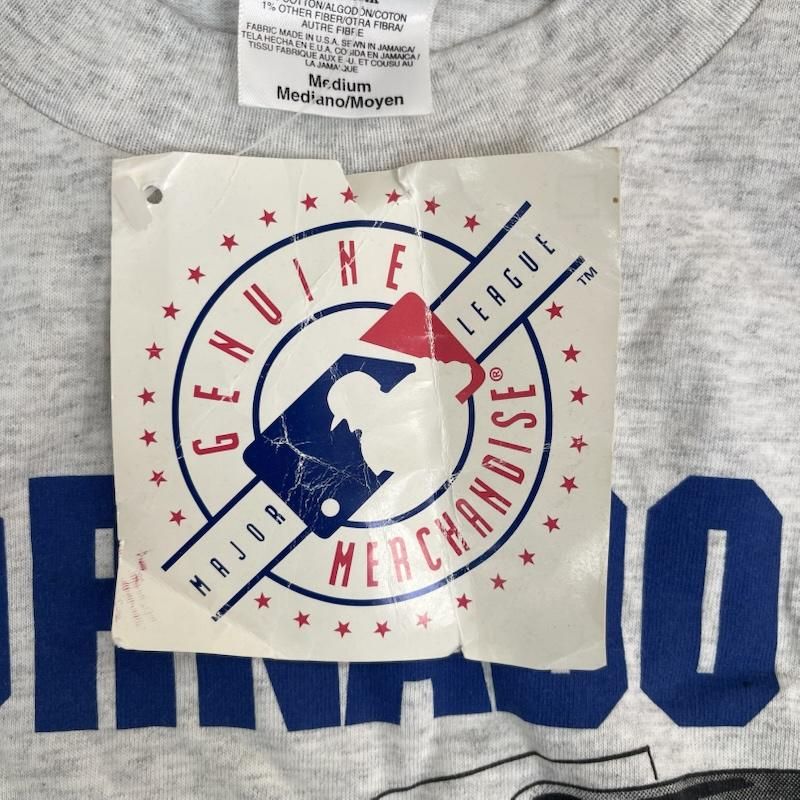 COTTON/ALGODON/COTON
1% OTHER FIBER/OTRA FIBRA/
AUTRE FIBRE
FABRIC MADE IN U.S.A. SEWN IN JAMAICA/
TELA HECHA EN E.U.A. COSIDA EN JAMAICA/
TISSU FABRIQUE AUX E.-U. ET COUSU AU
LA JAMAIQUE
Medium
Mediano/Moyen
GENUINE
MAJOR LEAGUE TM
MERCHANDISE®